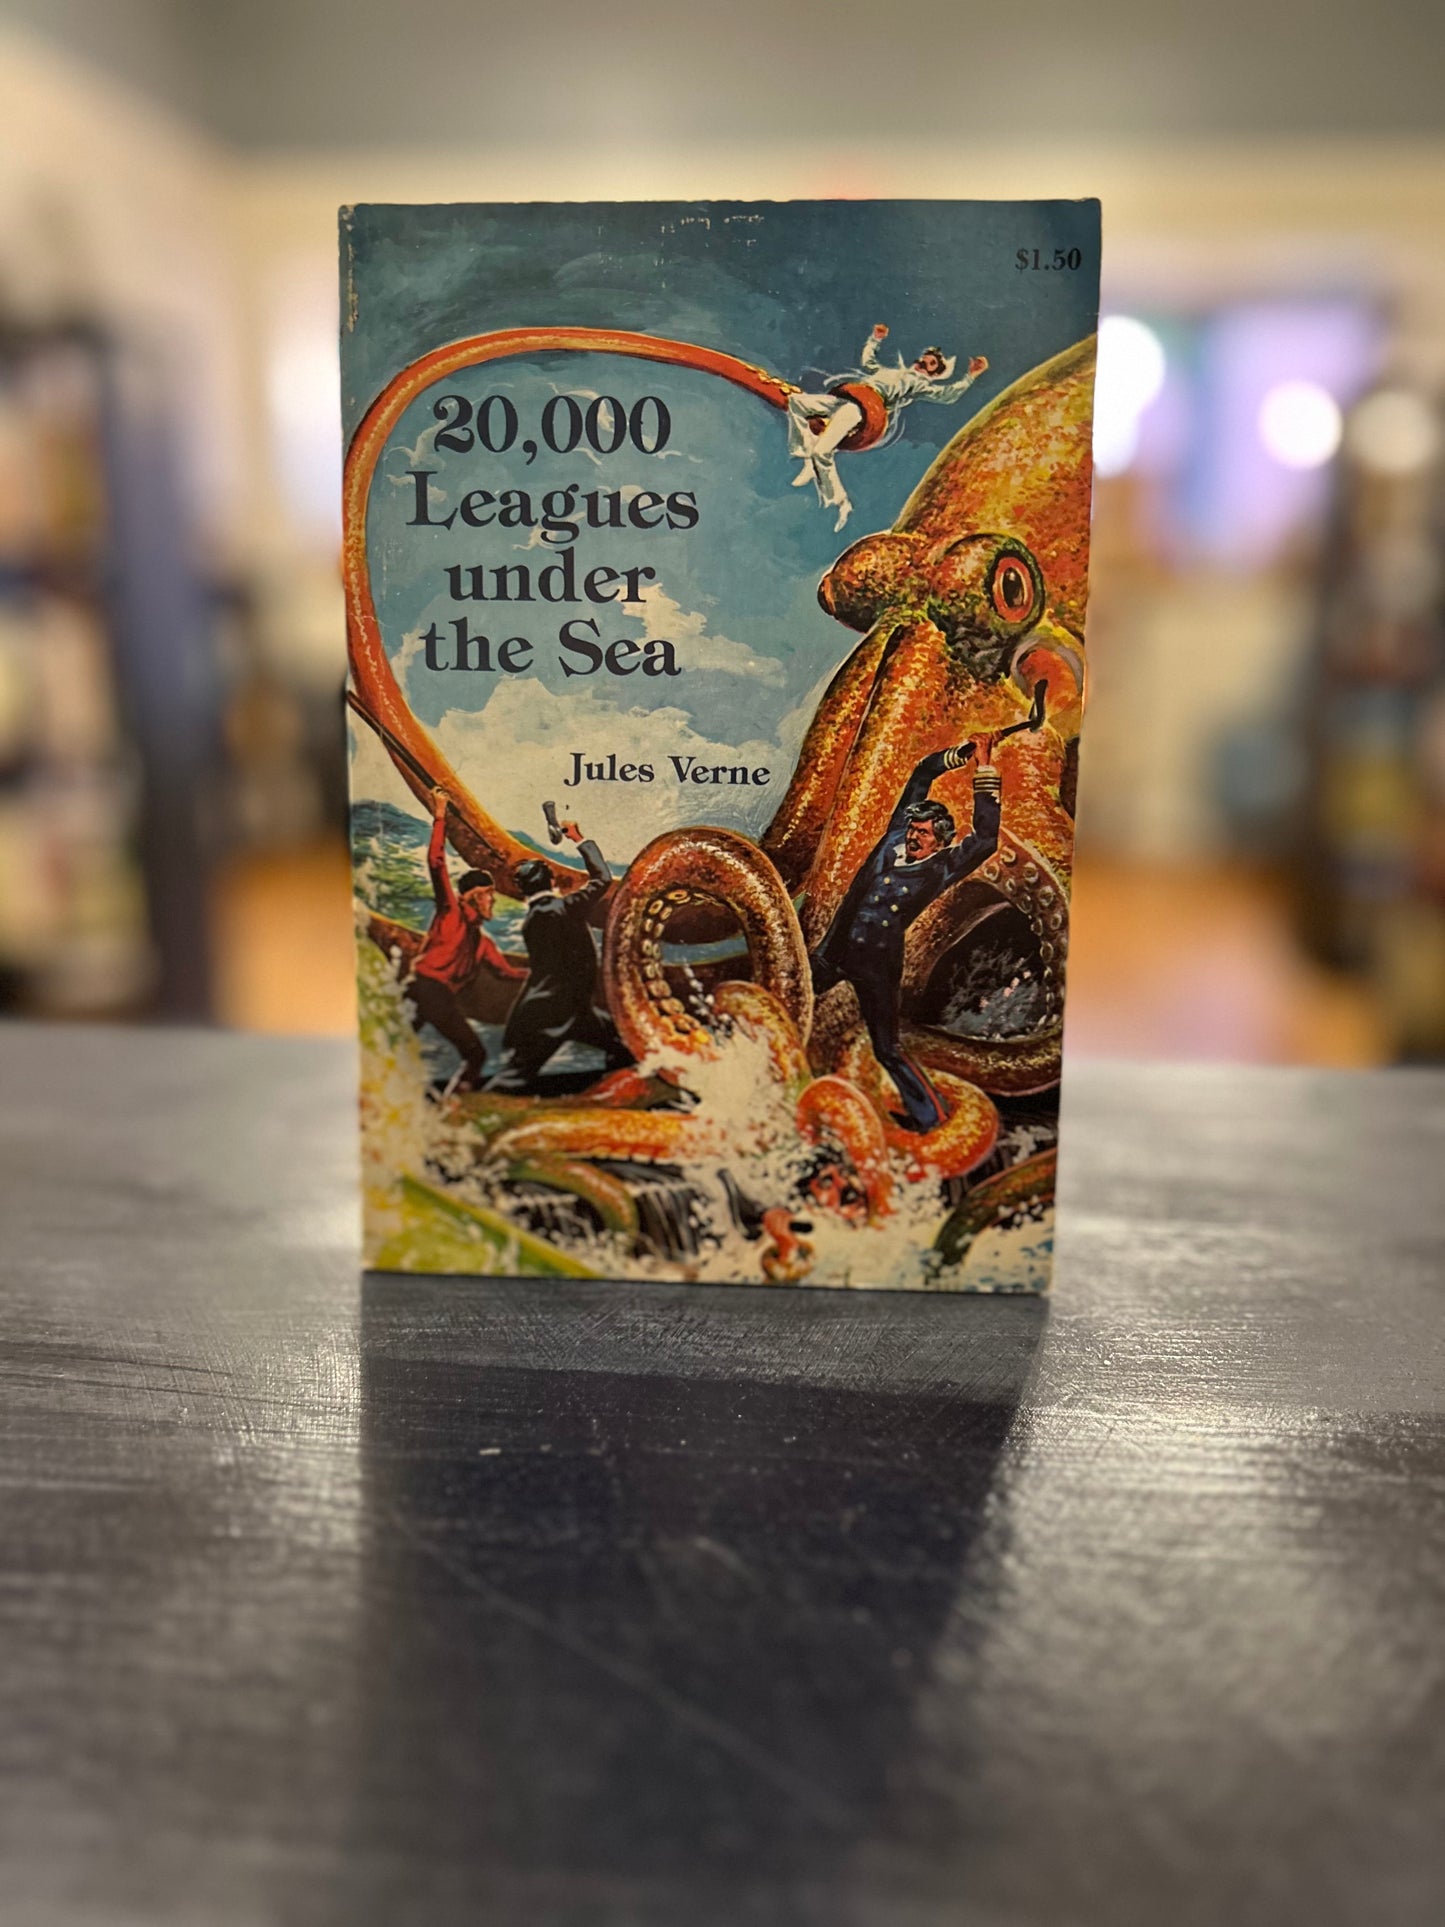 $1.50
20,000
Leagues
under
the Sea
Jules Verne